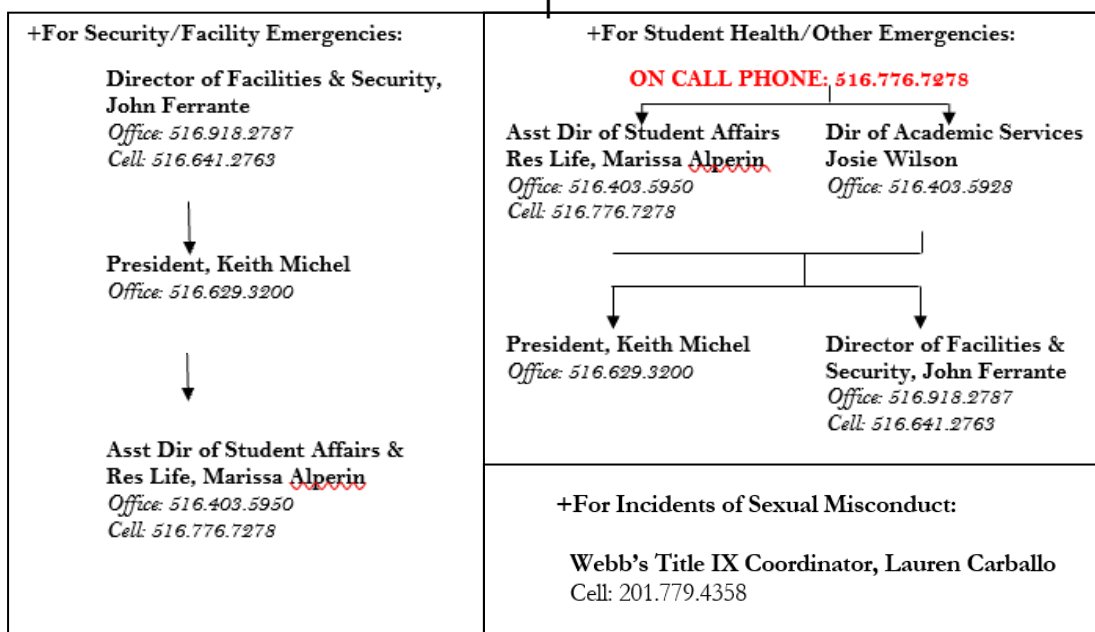 +For Security/Facility Emergencies:
Director of Facilities & Security,
John Ferrante
Office: 516.918.2787
Cell: 516.641.2763
President, Keith Michel
Office: 516.629.3200
Asst Dir of Student Affairs &
Res Life, Marissa Alperin
Office: 516.403.5950
Cell: 516.776.7278
+For Student Health/Other Emergencies:
ON CALL PHONE: 516.776.7278
Asst Dir of Student Affairs
Res Life, Marissa Alperin
Office: 516.403.5950
Cell: 516.776.7278
Dir of Academic Services
Josie Wilson
Office: 516.403.5928
President, Keith Michel
Office: 516.629.3200
Director of Facilities &
Security, John Ferrante
Office: 516.918.2787
Cell: 516.641.2763
+For Incidents of Sexual Misconduct:
Webb’s Title IX Coordinator, Lauren Carballo
Cell: 201.779.4358